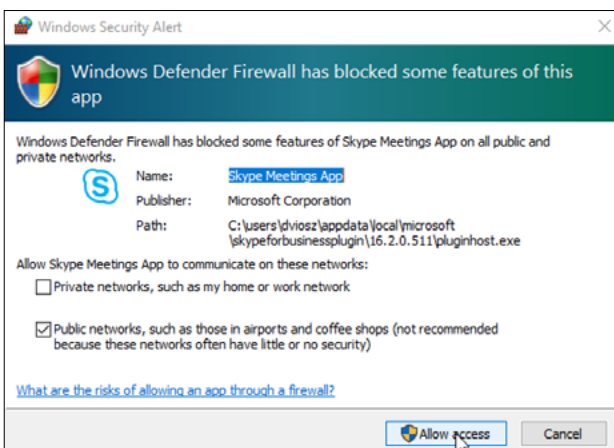 Windows Security Alert
Windows Defender Firewall has blocked some features of this
app
Windows Defender Firewall has blocked some features of Skype Meetings App on all public and
private networks.
Name: Skype Meetings App
Publisher: Microsoft Corporation
Path: C:\users\dviosz\appdata\local\microsoft
\skypeforbusinessplugin\16.2.0.511\pluginhost.exe
Allow Skype Meetings App to communicate on these networks:
Private networks, such as my home or work network
Public networks, such as those in airports and coffee shops (not recommended
because these networks often have little or no security)
What are the risks of allowing an app through a firewall?
Allow access Cancel